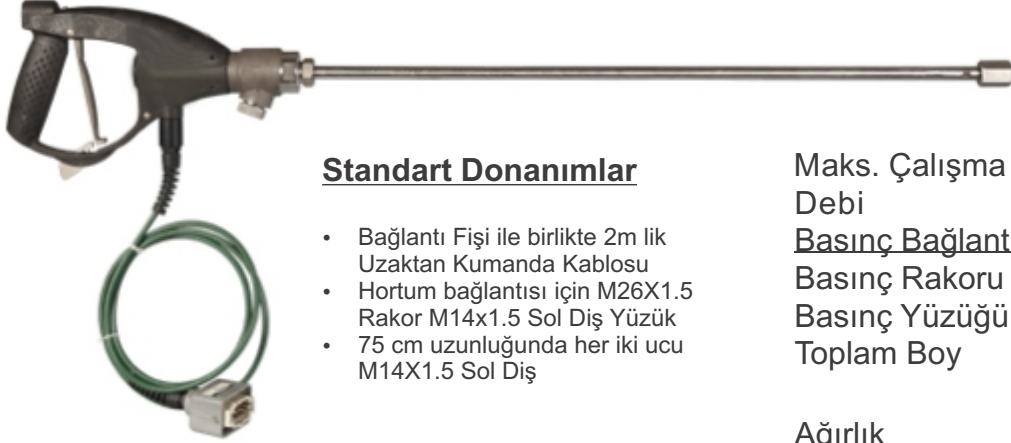 Standart Donanımlar
• Bağlantı Fişi ile birlikte 2m lik
Uzaktan Kumanda Kablosu
• Hortum bağlantısı için M26X1.5
Rakor M14x1.5 Sol Diş Yüzük
• 75 cm uzunluğunda her iki ucu
M14X1.5 Sol Diş
Maks. Çalışma
Debi
Basınç Bağlant
Basınç Rakoru
Basınç Yüzüğü
Toplam Boy
Ağırlık